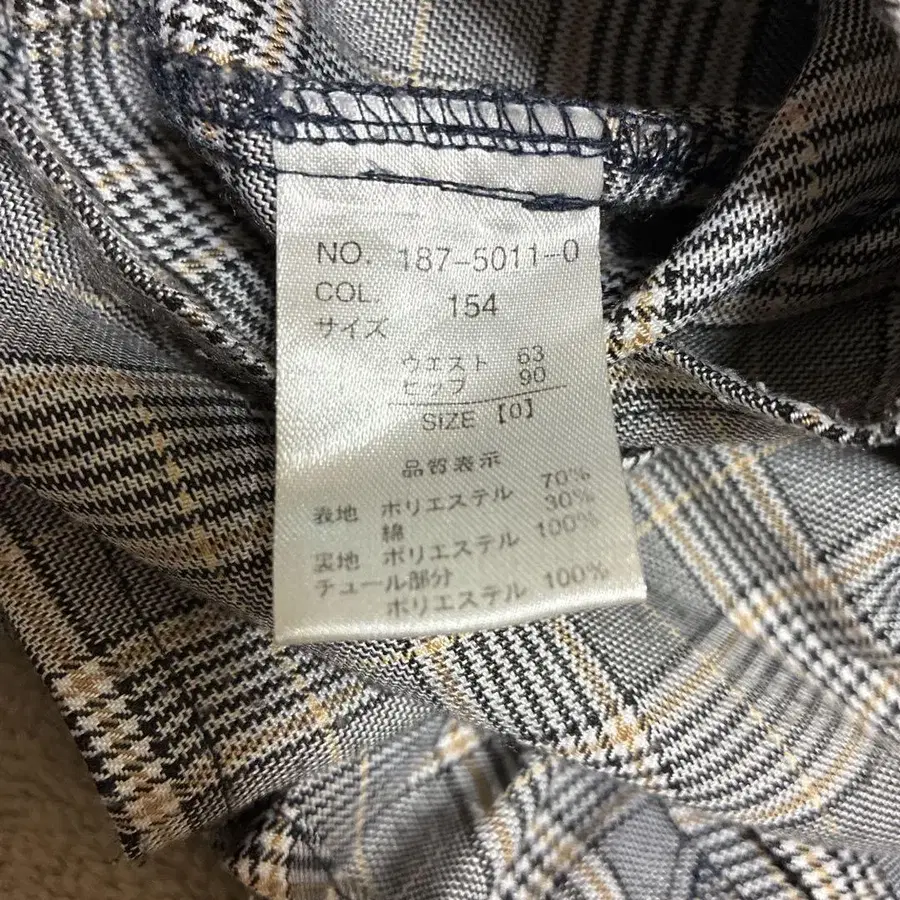 NO. 187-5011-0
COL. 154
サイズ
ウエスト 63
ヒップ 90
SIZE 【0】
品質表示
表地 ポリエステル 70%
綿 30%
裏地 ポリエステル 100%
チュール部分
ポリエステル 100%